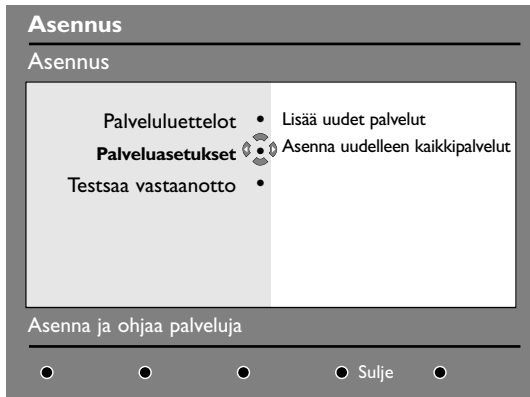 Asennus
Asennus
Palveluluettelot
Palveluasetukset
Testsaa vastaanotto
Lisää uudet palvelut
Asenna uudelleen kaikkipalvelut
Asenna ja ohjaa palveluja
Sulje